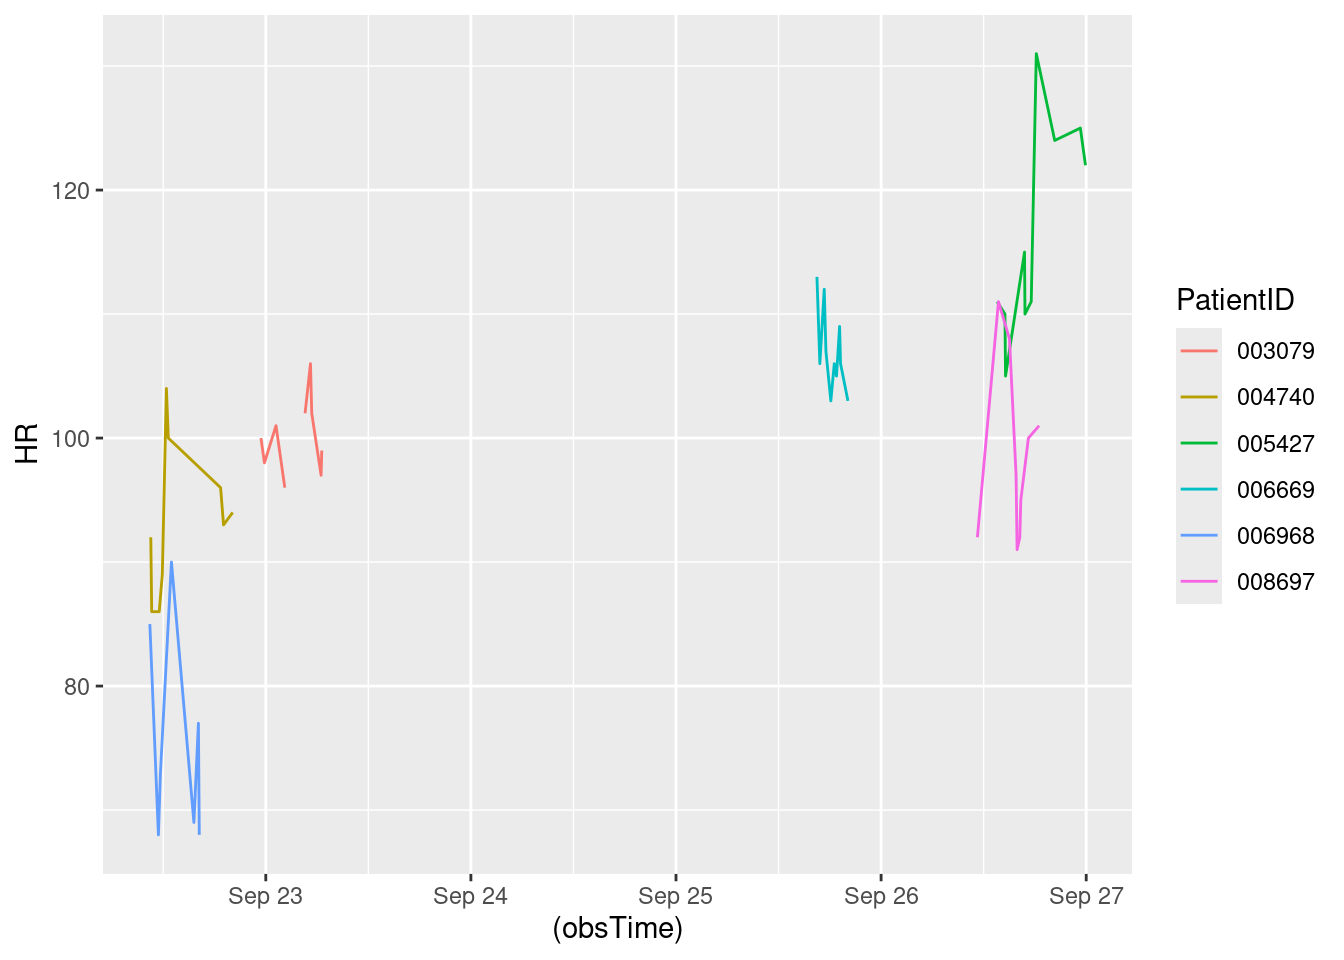 120
100
80
HR
Sep 23
Sep 24
Sep 25
Sep 26
Sep 27
(obsTime)
PatientID
003079
004740
005427
006669
006968
008697